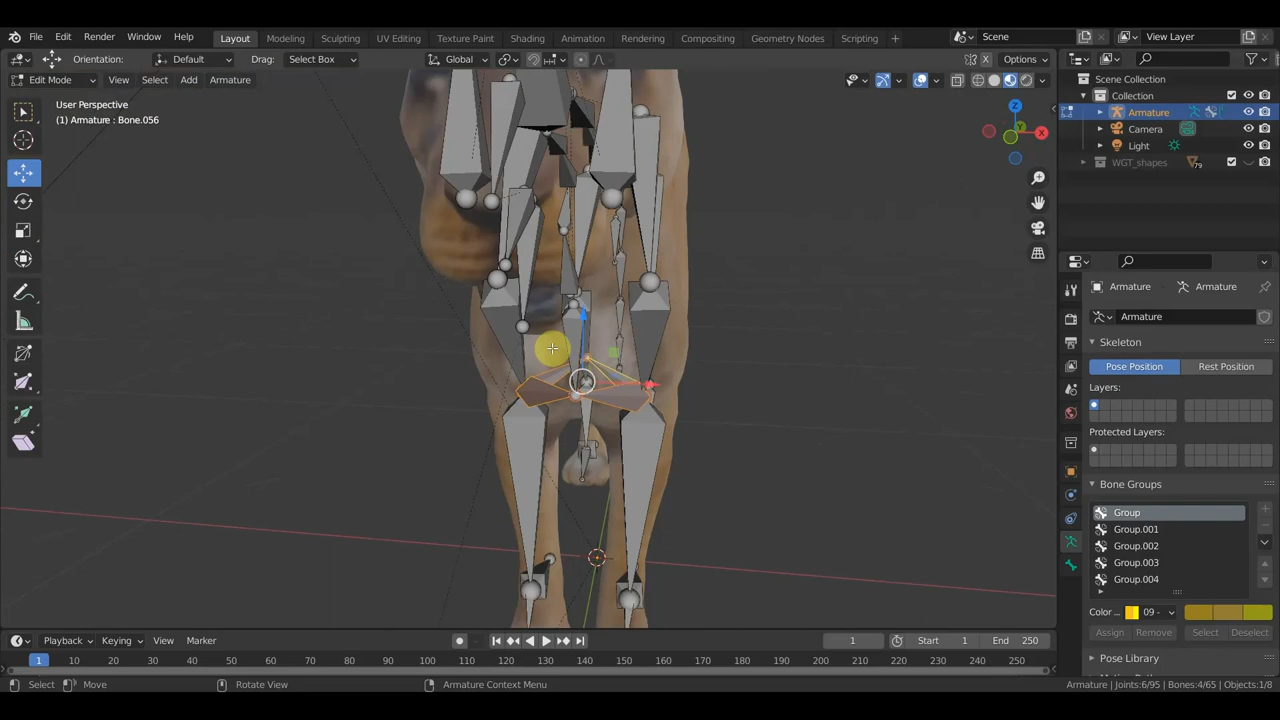 File Edit Render Window Help Layout Modeling Sculpting UV Editing Texture Paint Shading Animation Rendering Compositing Geometry Nodes Scripting + Scene View Layer
Orientation: Default Drag: Select Box Global X Options
Edit Mode View Select Add Armature
User Perspective
(1) Armature : Bone.056
Z
X
Y
Scene Collection
Collection
Armature
Camera
Light
WGT_shapes 79
Armature Armature
Armature
Skeleton
Pose Position Rest Position
Layers:
Protected Layers:
Bone Groups
Group
Group.001
Group.002
Group.003
Group.004
Color... 09 -
Assign Remove Select Deselect
Pose Library
Playback Keying View Marker 1 Start 1 End 250
1 10 20 30 40 50 60 70 80 90 100 110 120 130 140 150 160 170 180 190 200 210 220 230 240 250
Select Move Rotate View Armature Context Menu Armature | Joints:6/95 | Bones:4/65 | Objects:1/8